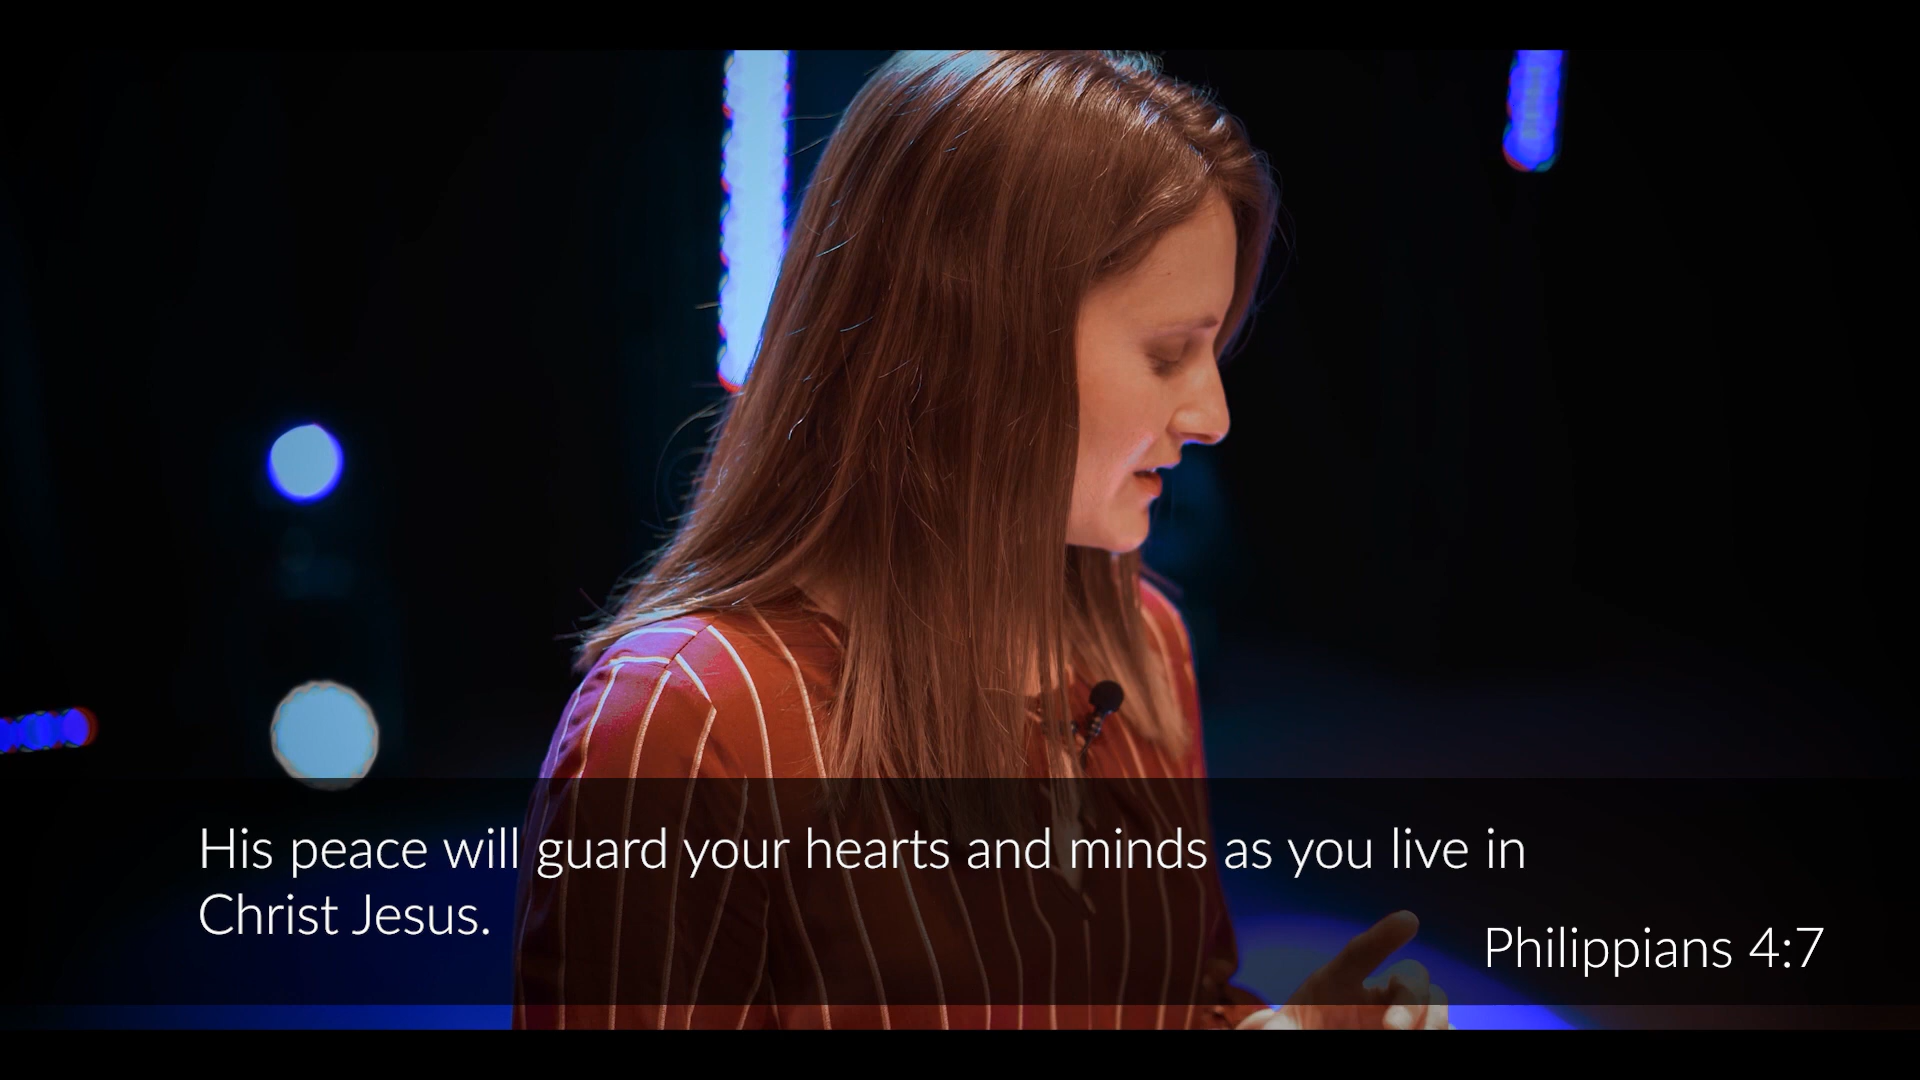 His peace will guard your hearts and minds as you live in
Christ Jesus.
Philippians 4:7